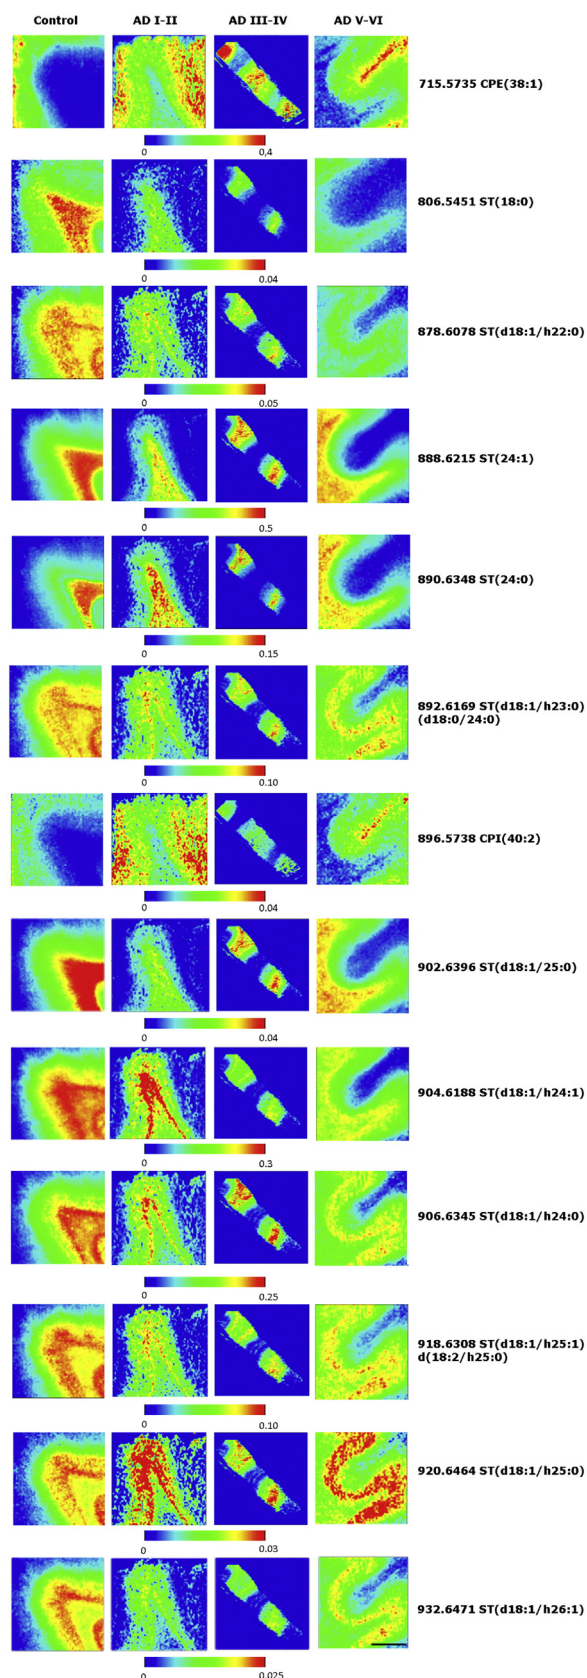 Control AD I-II AD III-IV AD V-VI
715.5735 CPE(38:1)
0 0,4
806.5451 ST(18:0)
0 0.04
878.6078 ST(d18:1/h22:0)
0 0.05
888.6215 ST(24:1)
0 0.5
890.6348 ST(24:0)
0 0.15
892.6169 ST(d18:1/h23:0)
(d18:0/24:0)
0 0.10
896.5738 CPI(40:2)
0 0.04
902.6396 ST(d18:1/25:0)
0 0.04
904.6188 ST(d18:1/h24:1)
0 0.3
906.6345 ST(d18:1/h24:0)
0 0.25
918.6308 ST(d18:1/h25:1)
d(18:2/h25:0)
0 0.10
920.6464 ST(d18:1/h25:0)
0 0.03
932.6471 ST(d18:1/h26:1)
0 0.025